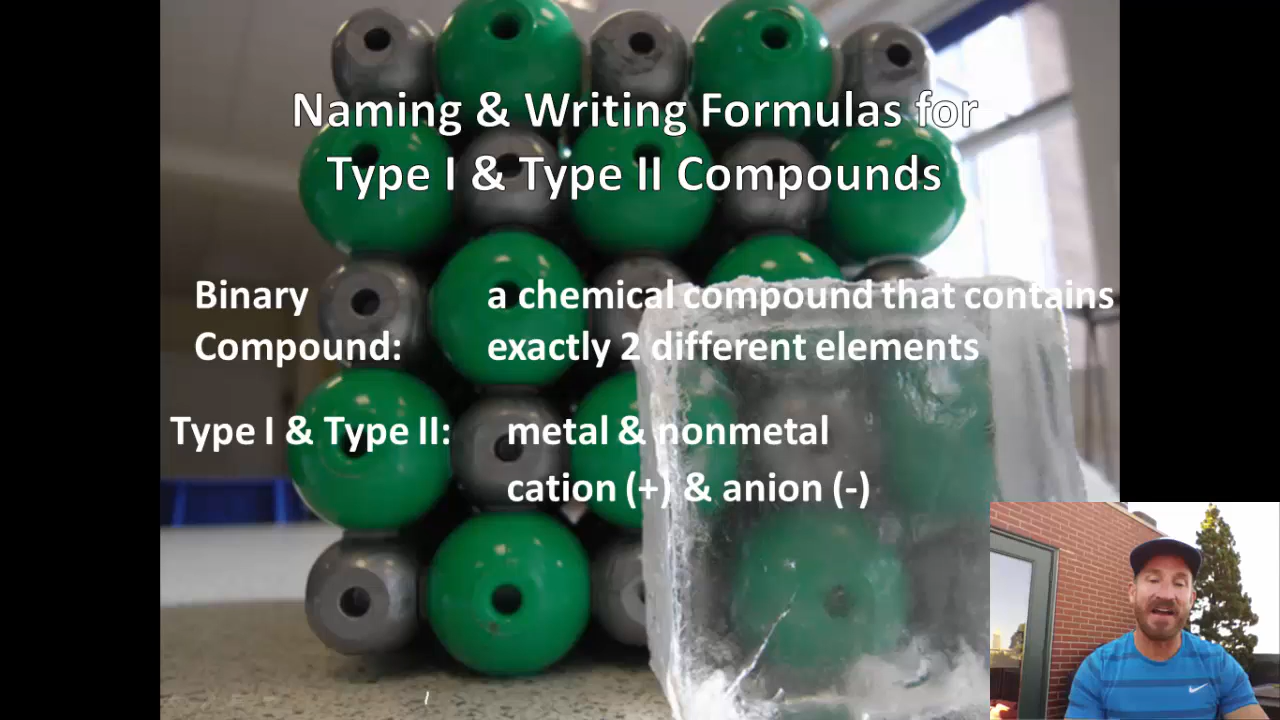 Naming & Writing Formulas for
Type I & Type II Compounds
Binary
Compound:
a chemical compound that contains
exactly 2 different elements
Type I & Type II:
metal & nonmetal
cation (+) & anion (-)